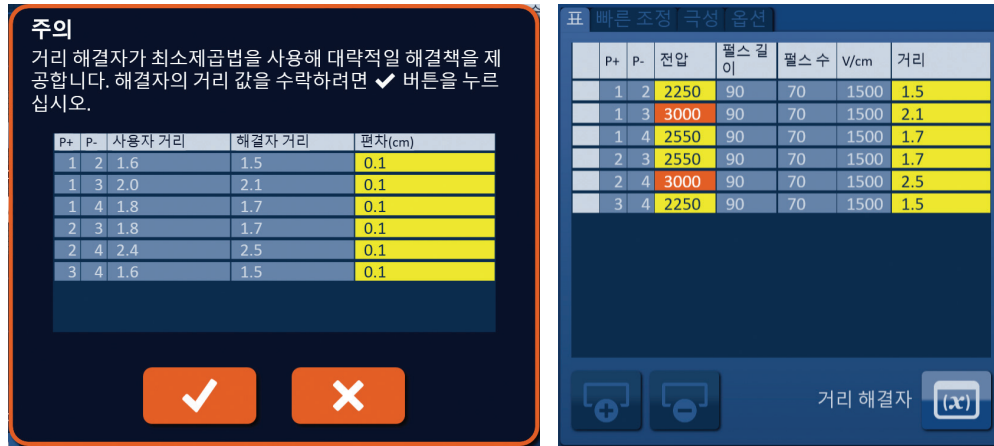 주의
거리 해결자가 최소제곱법을 사용해 대략적일 해결책을 제
공합니다. 해결자의 거리 값을 수락하려면 ✔ 버튼을 누르
십시오.
P+ P- 사용자 거리 해결자 거리 편차(cm)
1 2 1.6 1.5 0.1
1 3 2.0 2.1 0.1
1 4 1.8 1.7 0.1
2 3 1.8 1.7 0.1
2 4 2.4 2.5 0.1
3 4 1.6 1.5 0.1
표 빠른 조정 극성 옵션
P+ P- 전압 펄스 길이 펄스 수 V/cm 거리
1 2 2250 90 70 1500 1.5
1 3 3000 90 70 1500 2.1
1 4 2550 90 70 1500 1.7
2 3 2550 90 70 1500 1.7
2 4 3000 90 70 1500 2.5
3 4 2250 90 70 1500 1.5
거리 해결자 (x)